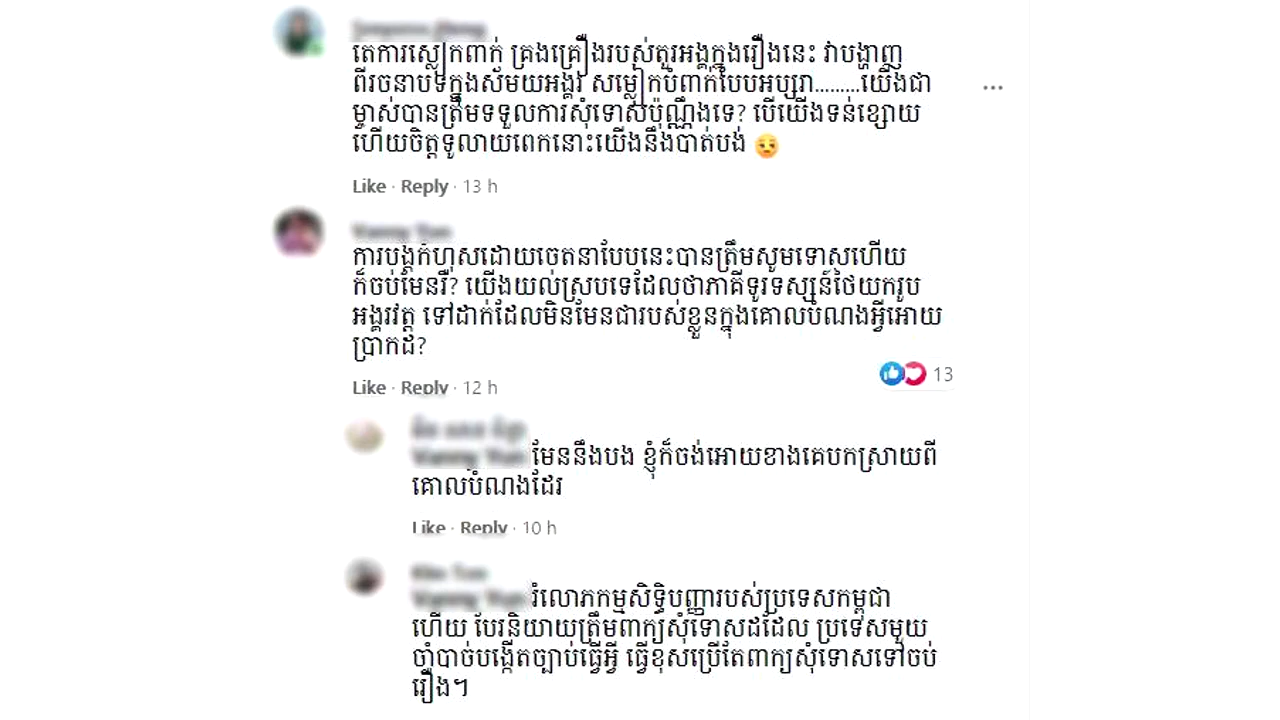 តេការស្លៀកពាក់ គ្រងគ្រឿងរបស់តួរអង្គក្នុងរឿងនេះ វាបង្ហាញ
ពីរចនាបទក្នុងសំមយអង្គរ សម្លៀកបំពាក់បែបអប្សរា.........យើងជា
ម្ចាស់បានត្រឹមទទួលការសុំទោសប៉ុណ្ណឹងទេ? បើយើងទន់ខ្សោយ
ហើយចិត្តទូលាយពេកនោះយើងនឹងបាត់បង់ 😔
Like · Reply · 13 h
ការបង្កកំហុសដោយចេតនាបែបនេះបានត្រឹមសូមទោសហើយ
ក៏ចប់មែនរឺ? យើងយល់ស្របទេដែលថាភាគីទូរទស្សន៍ថៃយករូប
អង្គរវត្ត ទៅដាក់ដែលមិនមែនជារបស់ខ្លួនក្នុងគោលបំណងអ្វីអោយ
ប្រាកដ?
13
Like · Reply · 12 h
មែននឹងបង ខ្ញុំក៏ចង់អោយខាងគេបកស្រាយពី
គោលបំណងដែរ
Like · Reply · 10 h
រំលោភកម្មសិទ្ធិបញ្ញារបស់ប្រទេសកម្ពុជា
ហើយ បែរនិយាយត្រឹមពាក្យសុំទោសដដែល ប្រទេសមួយ
ចាំបាច់បង្កើតច្បាប់ធ្វើអ្វី ធ្វើខុសប្រើតែពាក្យសុំទោសទៅចប់
រឿង។